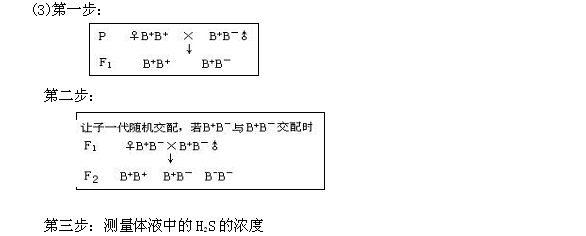 (3)第一步：
P ♀B⁺B⁺ × B⁺B⁻♂
↓
F₁ B⁺B⁺ B⁺B⁻
第二步：
让子一代随机交配，若B⁺B⁻与B⁺B⁻交配时
F₁ ♀B⁺B⁻×B⁺B⁻♂
↓
F₂ B⁺B⁺ B⁺B⁻ B⁻B⁻
第三步：测量体液中的H₂S的浓度